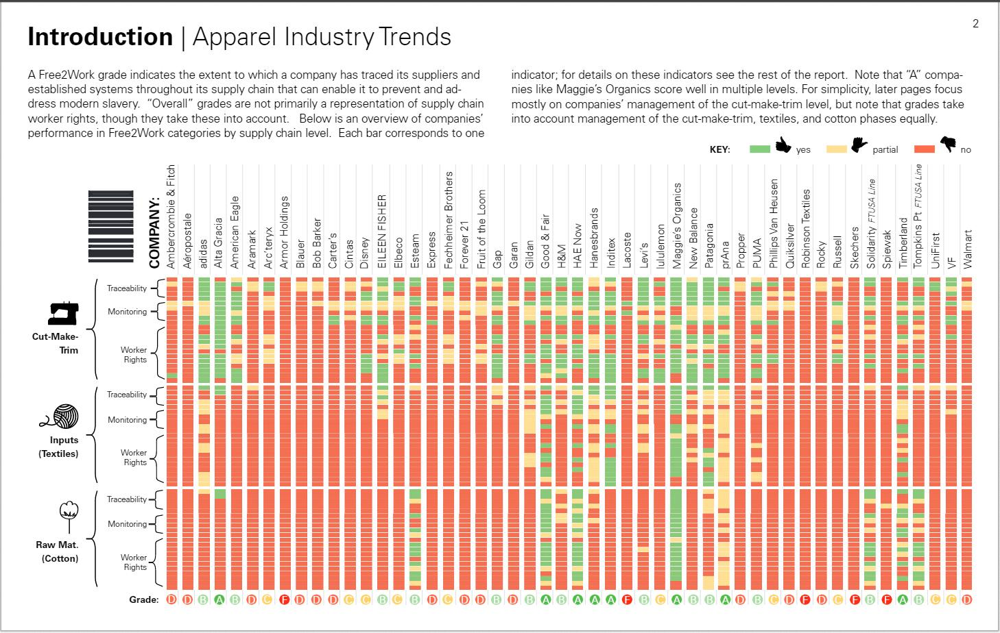 2
Introduction | Apparel Industry Trends
A Free2Work grade indicates the extent to which a company has traced its suppliers and
established systems throughout its supply chain that can enable it to prevent and ad-
dress modern slavery.  “Overall” grades are not primarily a representation of supply chain
worker rights, though they take these into account.   Below is an overview of companies’
performance in Free2Work categories by supply chain level.  Each bar corresponds to one
indicator; for details on these indicators see the rest of the report.  Note that “A” compa-
nies like Maggie’s Organics score well in multiple levels. For simplicity, later pages focus
mostly on companies’ management of the cut-make-trim level, but note that grades take
into account management of the cut-make-trim, textiles, and cotton phases equally.
KEY:
yes
partial
no
COMPANY:
Ambercrombie & Fitch
Aéropostale
adidas
Alta Gracia
American Eagle
Aramark
Arc'teryx
Armor Holdings
Blauer
Bob Barker
Carter's
Cintas
Disney
EILEEN FISHER
Elbeco
Esteam
Express
Fechheimer Brothers
Forever 21
Fruit of the Loom
Gap
Garan
Gildan
Good & Fair
H&M
HAE Now
Hanesbrands
Inditex
Lacoste
Levi's
lululemon
Maggie's Organics
New Balance
Patagonia
prAna
Propper
PUMA
Phillips Van Heusen
Quiksilver
Robinson Textiles
Rocky
Russell
Skechers
Solidarity FTUSA Line
Spiewak
Timberland
Tompkins Pt FTUSA Line
UniFirst
VF
Walmart
Cut-Make-
Trim
Traceability
Monitoring
Worker
Rights
Inputs
(Textiles)
Traceability
Monitoring
Worker
Rights
Raw Mat.
(Cotton)
Traceability
Monitoring
Worker
Rights
Grade: D D B A B D C F D D D C C B C B D C D D B D B A B A A A F B C A B B A D B C D F D C F B F A B C C D